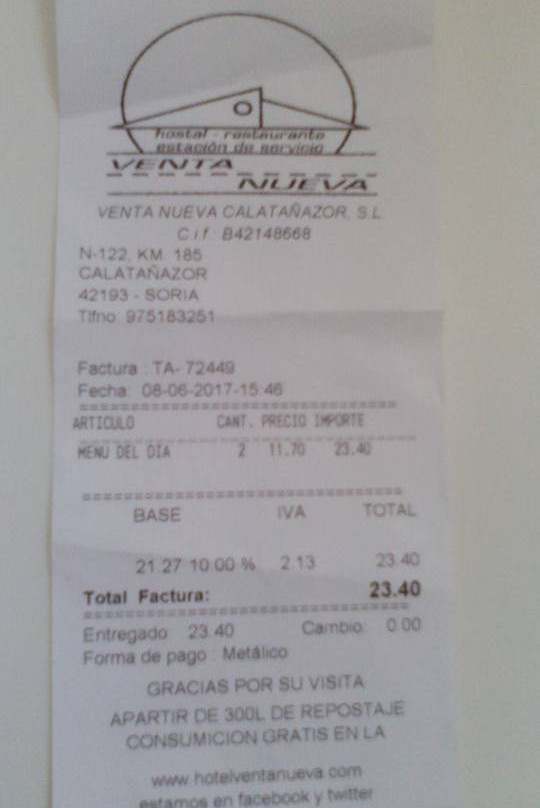 hostal - restaurante
estación de servicio
VENTA
NUEVA
VENTA NUEVA CALATAÑAZOR, S.L.
C.i.f.: B42148668
N-122, KM. 185
CALATAÑAZOR
42193 - SORIA
Tlfno. 975183251
Factura : TA- 72449
Fecha: 08-06-2017-15:46
ARTICULO CANT. PRECIO IMPORTE
MENU DEL DIA 2 11.70 23.40
BASE IVA TOTAL
21.27 10.00 % 2.13 23.40
Total Factura: 23.40
Entregado: 23.40 Cambio: 0.00
Forma de pago : Metálico
GRACIAS POR SU VISITA
APARTIR DE 300L DE REPOSTAJE
CONSUMICION GRATIS EN LA
www.hotelventanueva.com
estamos en facebook y twitter